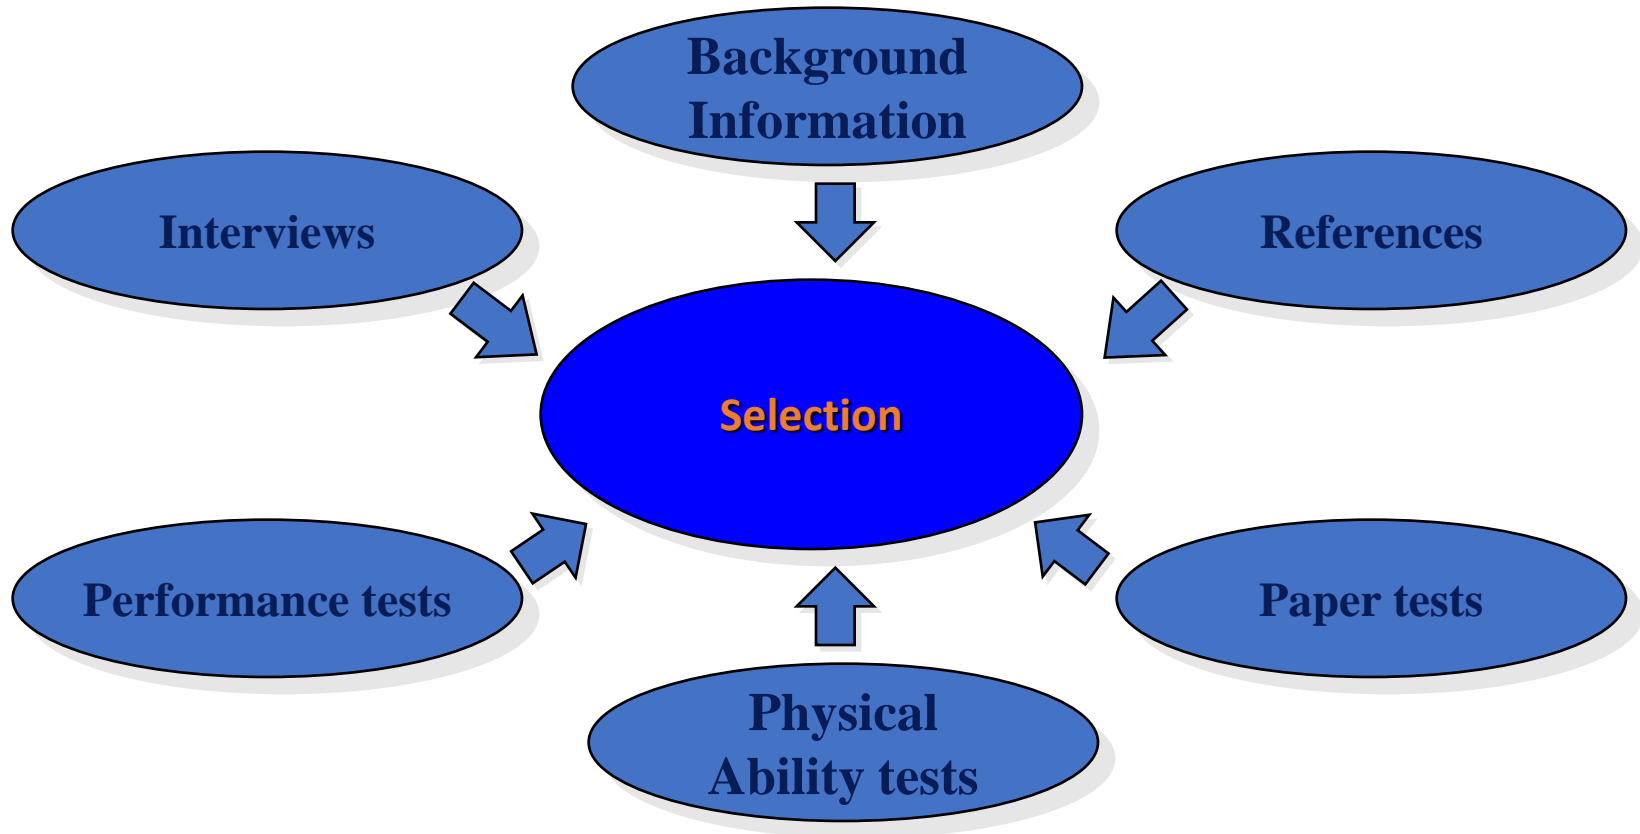 Background
Information
Interviews
References
Selection
Performance tests
Paper tests
Physical
Ability tests